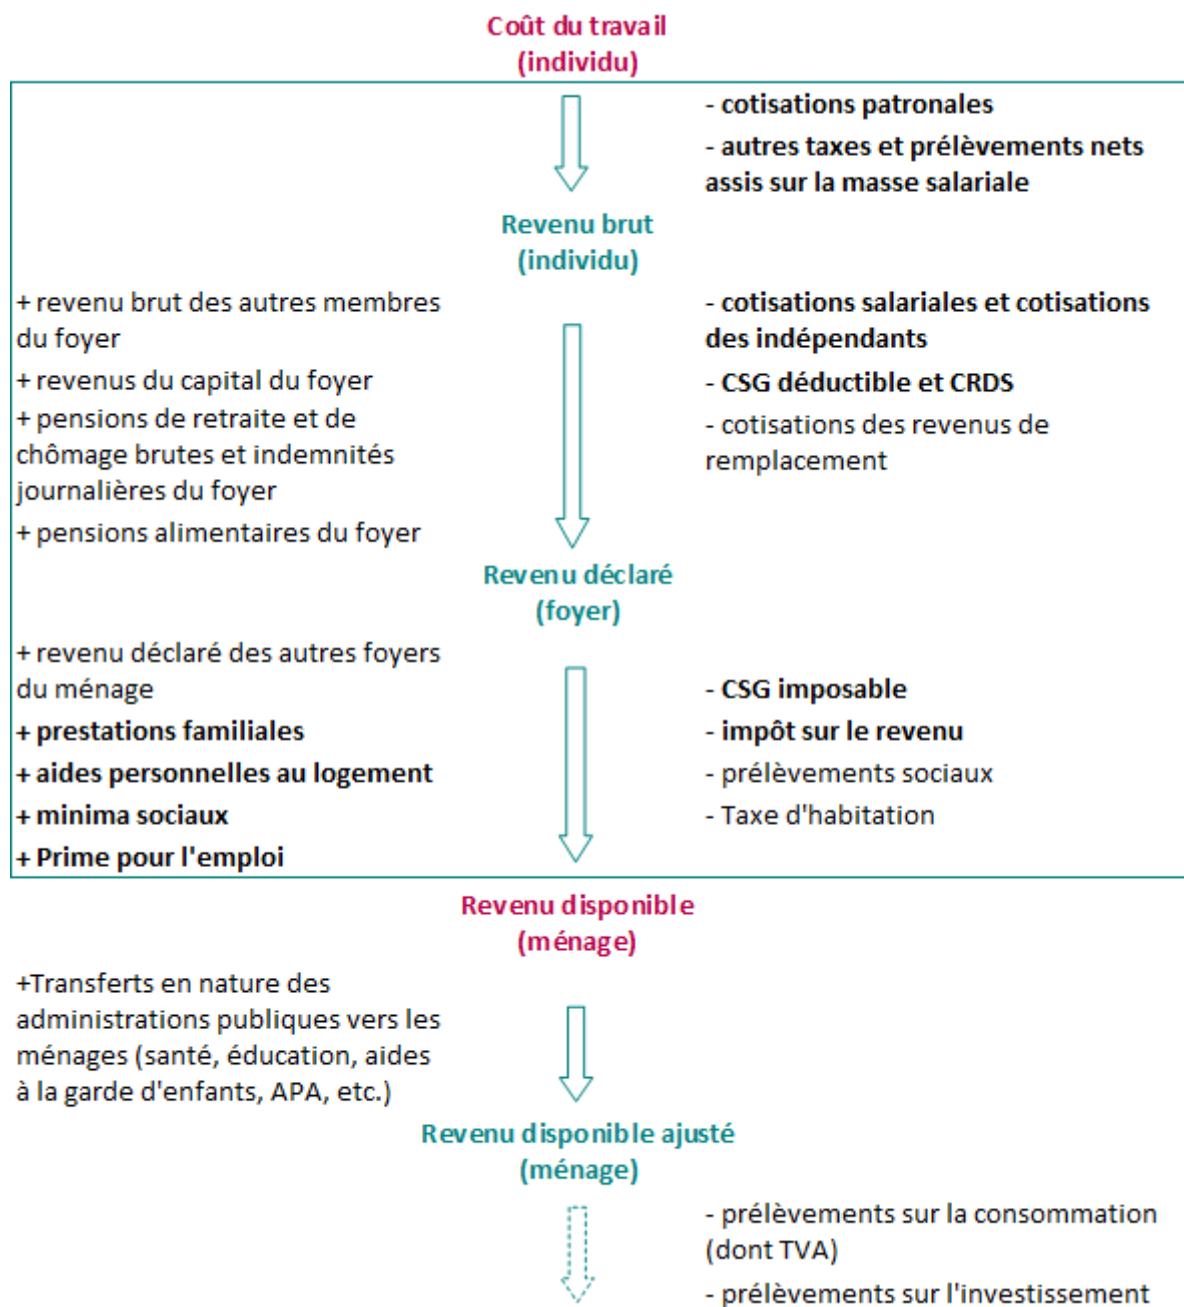 Coût du travail
(individu)
- cotisations patronales
- autres taxes et prélèvements nets
assis sur la masse salariale
Revenu brut
(individu)
+ revenu brut des autres membres
du foyer
+ revenus du capital du foyer
+ pensions de retraite et de
chômage brutes et indemnités
journalières du foyer
+ pensions alimentaires du foyer
- cotisations salariales et cotisations
des indépendants
- CSG déductible et CRDS
- cotisations des revenus de
remplacement
Revenu déclaré
(foyer)
+ revenu déclaré des autres foyers
du ménage
+ prestations familiales
+ aides personnelles au logement
+ minima sociaux
+ Prime pour l'emploi
- CSG imposable
- impôt sur le revenu
- prélèvements sociaux
- Taxe d'habitation
Revenu disponible
(ménage)
+Transferts en nature des
administrations publiques vers les
ménages (santé, éducation, aides
à la garde d'enfants, APA, etc.)
Revenu disponible ajusté
(ménage)
- prélèvements sur la consommation
(dont TVA)
- prélèvements sur l'investissement